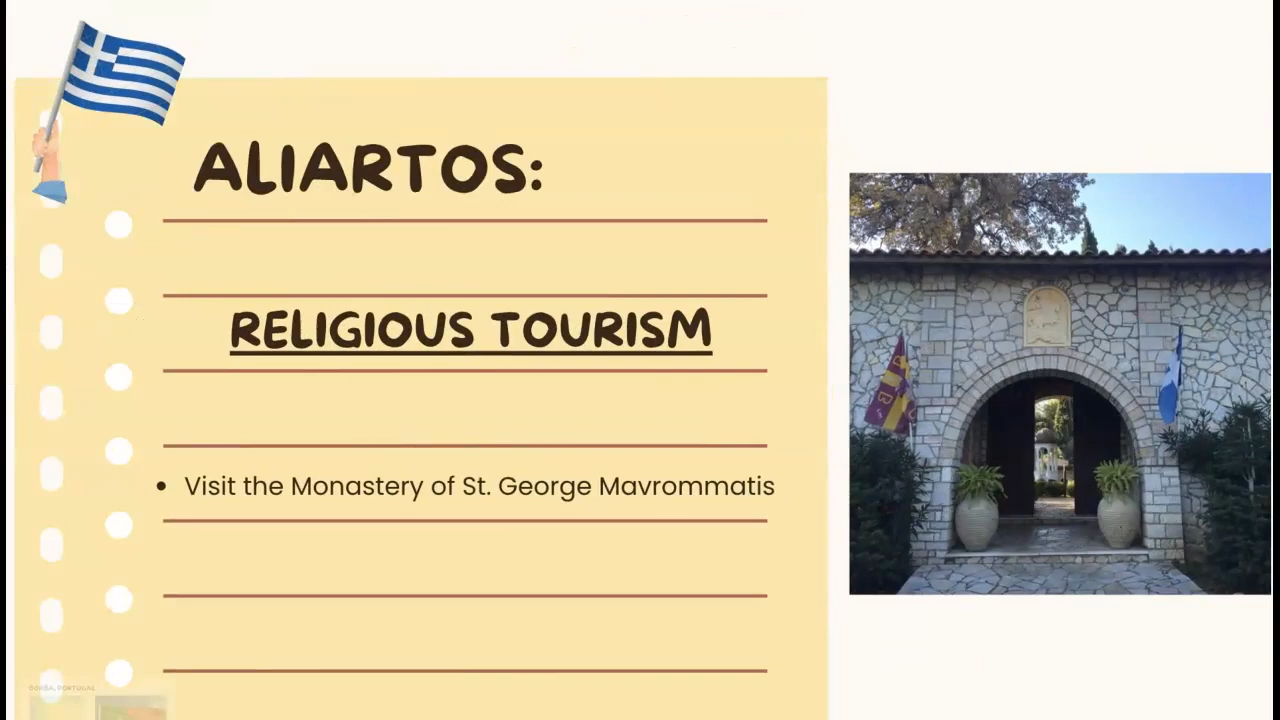 ALIARTOS:
RELIGIOUS TOURISM
• Visit the Monastery of St. George Mavrommatis